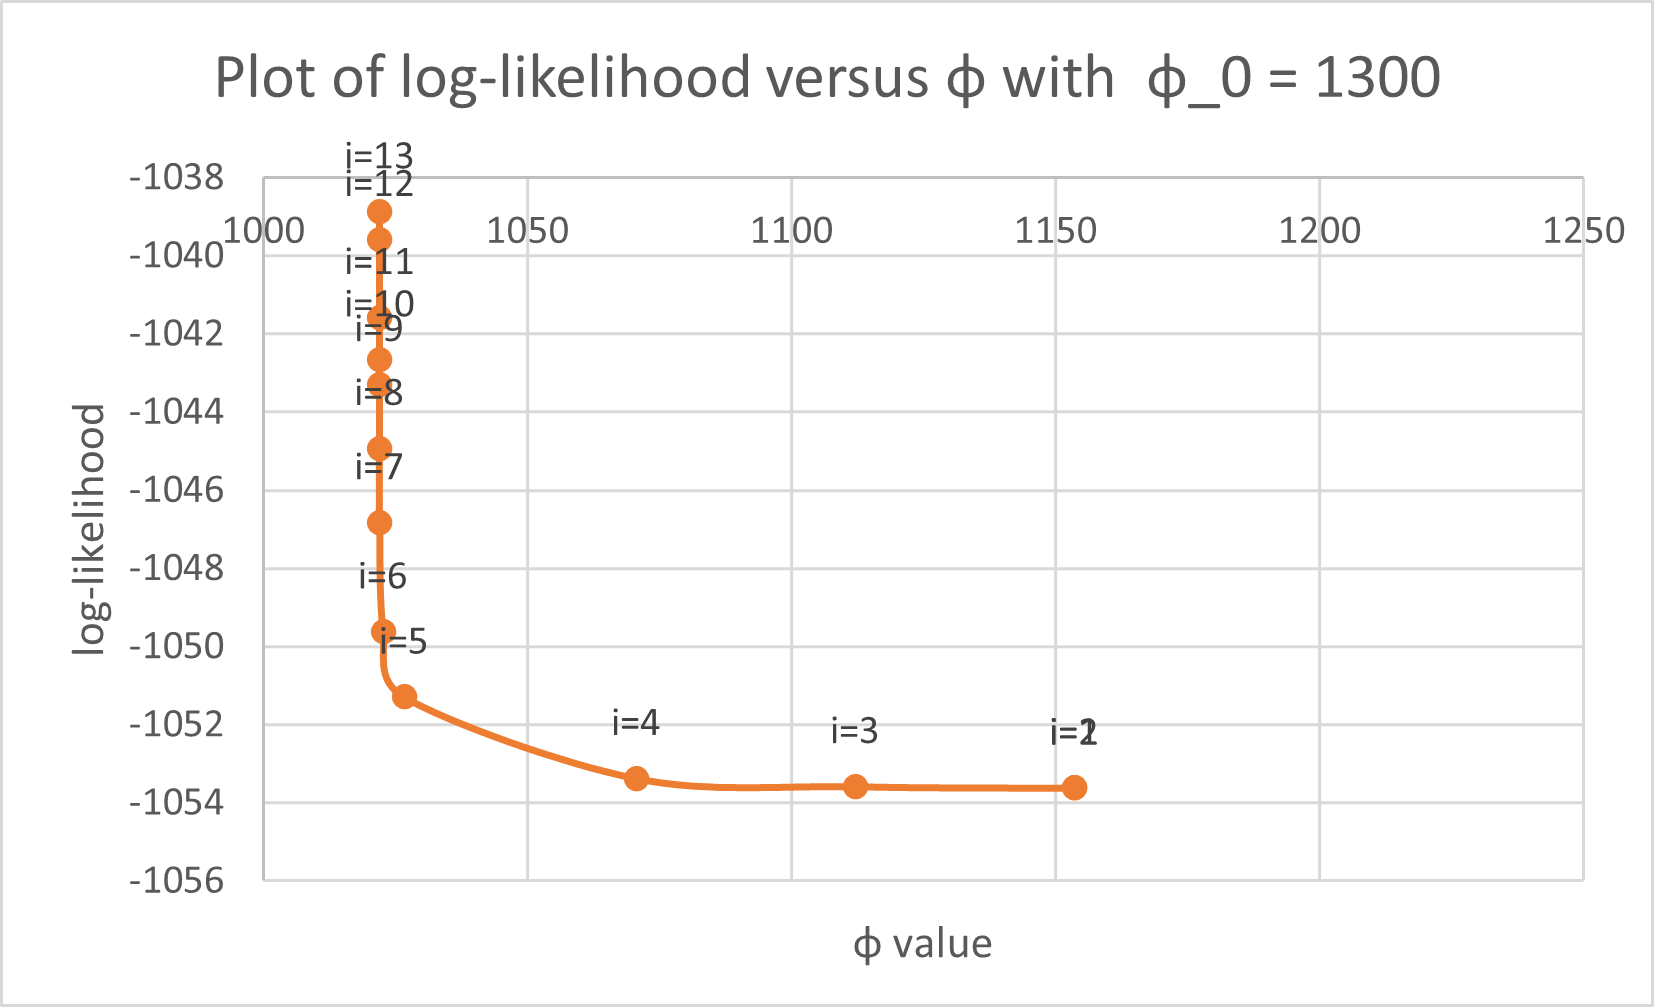 Plot of log-likelihood versus ϕ with ϕ_0 = 1300
i=13
-1038
i=12
1000
1050
1100
1150
1200
1250
-1040
i=11
i=10
-1042
i=9
i=8
-1044
i=7
-1046
-1048
i=6
-1050
i=5
-1052
i=4
i=3
i=2
i=1
-1054
-1056
log-likelihood
ϕ value